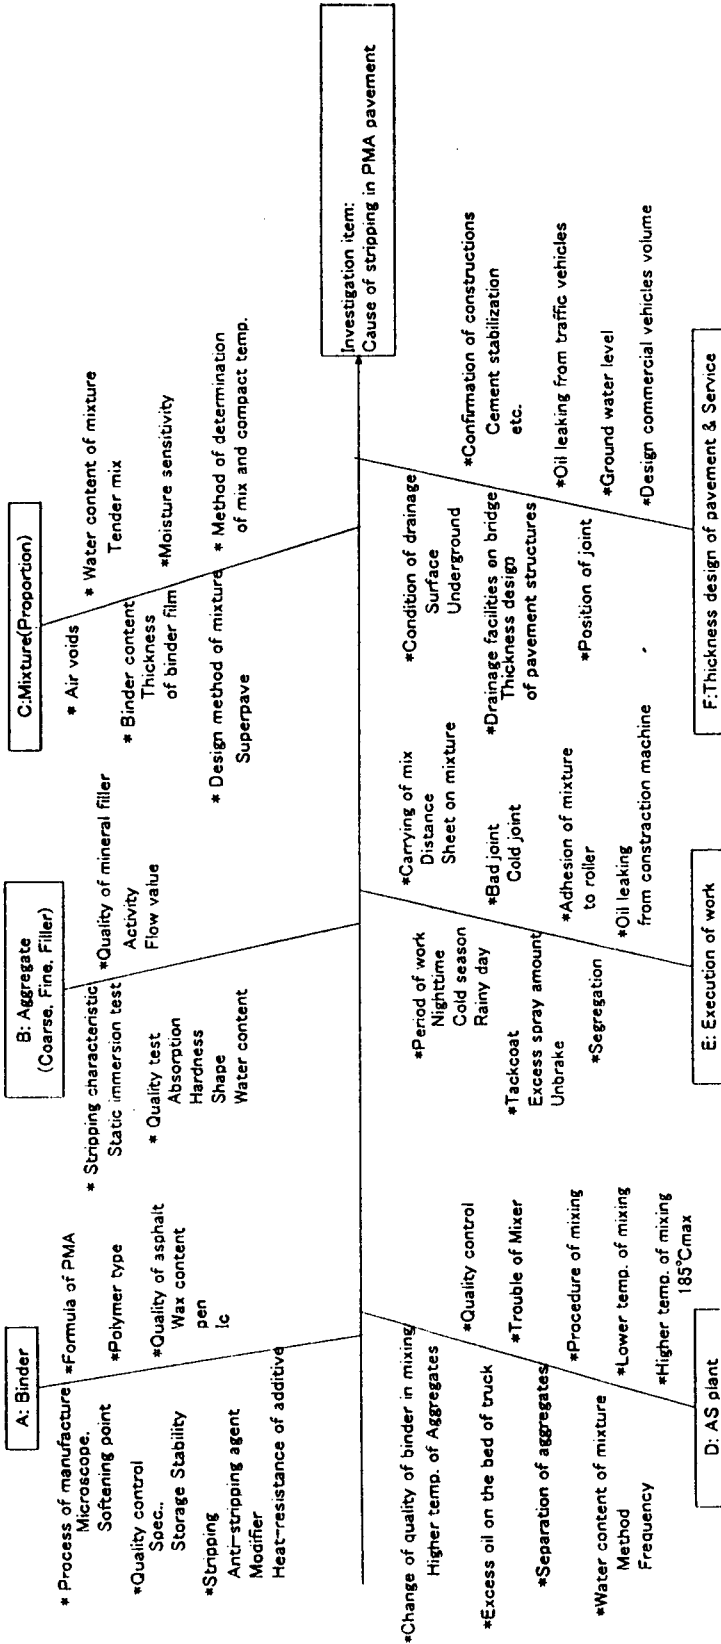 A: Binder
* Process of manufacture
Microscope,
Softening point
*Quality control
Spec..
Storage Stability
*Stripping
Anti-stripping agent
Modifier
Heat-resistance of additive
*Formula of PMA
*Polymer type
*Quality of asphalt
Wax content
pen
Ic
B: Aggregate
(Coarse, Fine, Filler)
* Stripping characteristic
Static immersion test
* Quality test
Absorption
Hardness
Shape
Water content
*Quality of mineral filler
Activity
Flow value
C:Mixture(Proportion)
* Air voids
* Binder content
Thickness
of binder film
* Design method of mixture
Superpave
* Water content of mixture
Tender mix
*Moisture sensitivity
* Method of determination
of mix and compact temp.
Investigation item:
Cause of stripping in PMA pavement
*Change of quality of binder in mixing
Higher temp. of Aggregates
*Excess oil on the bed of truck
*Separation of aggregates
*Water content of mixture
Method
Frequency
*Quality control
*Trouble of Mixer
*Procedure of mixing
*Lower temp. of mixing
*Higher temp. of mixing
185°Cmax
D: AS plant
*Period of work
Nighttime
Cold season
Rainy day
*Tackcoat
Excess spray amount
Unbrake
*Segregation
*Carrying of mix
Distance
Sheet on mixture
*Bad joint
Cold joint
*Adhesion of mixture
to roller
*Oil leaking
from constraction machine
E: Execution of work
*Condition of drainage
Surface
Underground
*Drainage facilities on bridge
Thickness design
of pavement structures
*Position of joint
*Confirmation of constructions
Cement stabilization
etc.
*Oil leaking from traffic vehicles
*Ground water level
*Design commercial vehicles volume
F:Thickness design of pavement & Service